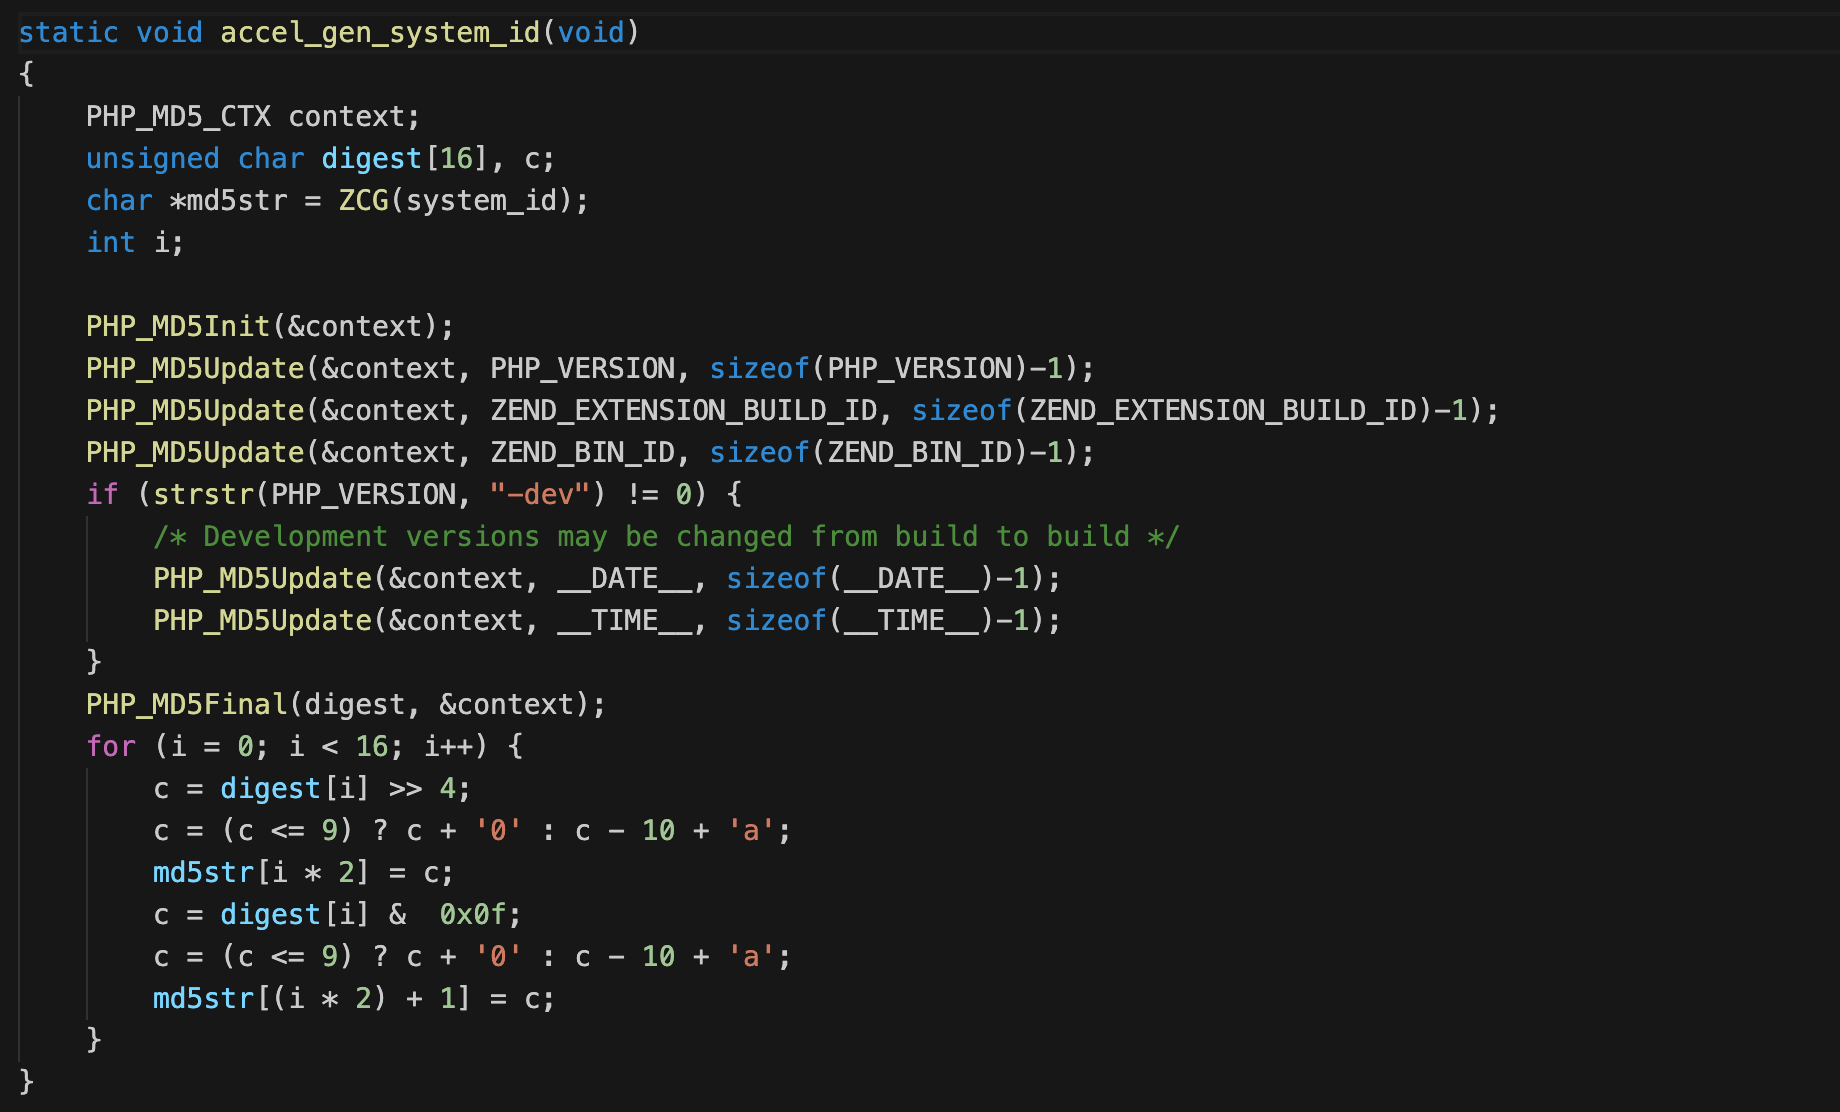 static void accel_gen_system_id(void)
{
    PHP_MD5_CTX context;
    unsigned char digest[16], c;
    char *md5str = ZCG(system_id);
    int i;

    PHP_MD5Init(&context);
    PHP_MD5Update(&context, PHP_VERSION, sizeof(PHP_VERSION)-1);
    PHP_MD5Update(&context, ZEND_EXTENSION_BUILD_ID, sizeof(ZEND_EXTENSION_BUILD_ID)-1);
    PHP_MD5Update(&context, ZEND_BIN_ID, sizeof(ZEND_BIN_ID)-1);
    if (strstr(PHP_VERSION, "-dev") != 0) {
        /* Development versions may be changed from build to build */
        PHP_MD5Update(&context, __DATE__, sizeof(__DATE__)-1);
        PHP_MD5Update(&context, __TIME__, sizeof(__TIME__)-1);
    }
    PHP_MD5Final(digest, &context);
    for (i = 0; i < 16; i++) {
        c = digest[i] >> 4;
        c = (c <= 9) ? c + '0' : c - 10 + 'a';
        md5str[i * 2] = c;
        c = digest[i] &  0x0f;
        c = (c <= 9) ? c + '0' : c - 10 + 'a';
        md5str[(i * 2) + 1] = c;
    }
}